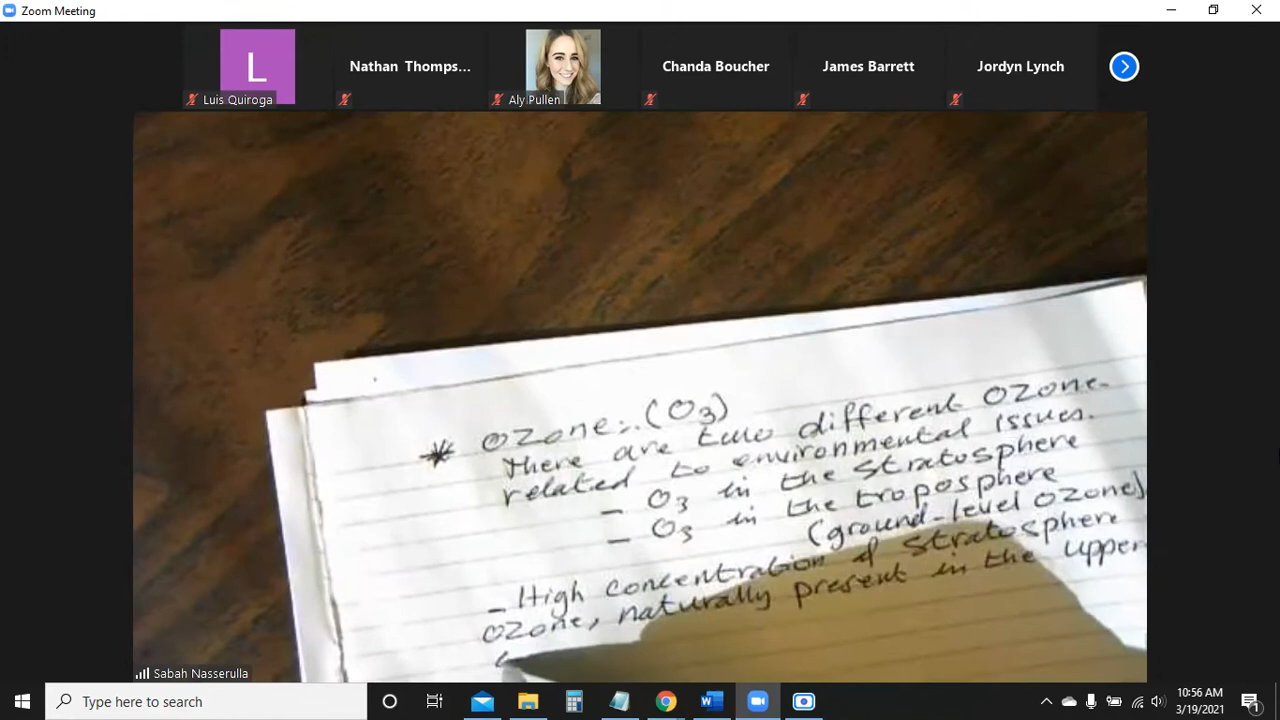 Zoom Meeting
L
Luis Quiroga
Nathan Thomps...
Aly Pullen
Chanda Boucher
James Barrett
Jordyn Lynch
* Ozone:. (O3)
There are two different Ozone.
related to environmental issues.
- O3 in the stratosphere
- O3 in the troposphere
(ground-level Ozone)
- High concentration of stratosphere
Ozone, naturally present in the upper
Sabah Nasserulla
Type here to search
10:56 AM
3/19/2021
1